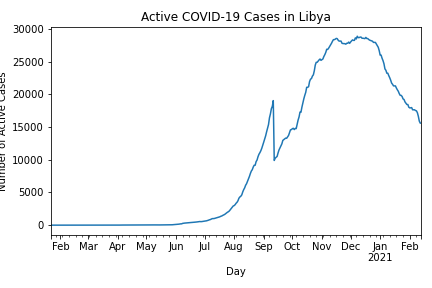 Active COVID-19 Cases in Libya
Number of Active Cases
30000
25000
20000
15000
10000
5000
0
Feb Mar Apr May Jun Jul Aug Sep Oct Nov Dec Jan Feb
2021
Day